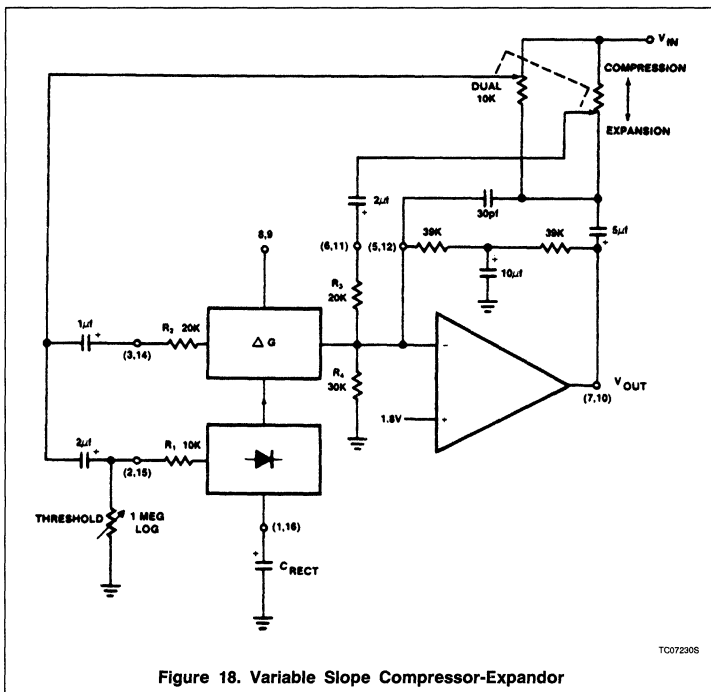 V IN
COMPRESSION
DUAL
10K
EXPANSION
2µf
+
30pf
8,9
(6,11)
(5,12)
39K
39K
5µf
+
+
10µf
R3
20K
1µf
+
R2 20K
(3,14)
Δ G
−
R4
30K
V OUT
(7,10)
1.8V
+
2µf
+
R1 10K
(2,15)
THRESHOLD
1 MEG
LOG
(1,16)
+
C RECT
TC07230S
Figure 18. Variable Slope Compressor-Expandor